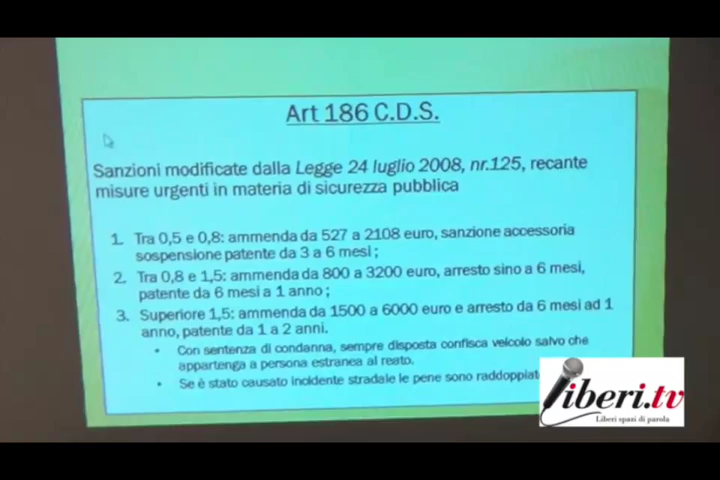 Art 186 C.D.S.
Sanzioni modificate dalla Legge 24 luglio 2008, nr.125, recante
misure urgenti in materia di sicurezza pubblica
1. Tra 0,5 e 0,8: ammenda da 527 a 2108 euro, sanzione accessoria
sospensione patente da 3 a 6 mesi ;
2. Tra 0,8 e 1,5: ammenda da 800 a 3200 euro, arresto sino a 6 mesi,
patente da 6 mesi a 1 anno ;
3. Superiore 1,5: ammenda da 1500 a 6000 euro e arresto da 6 mesi ad 1
anno, patente da 1 a 2 anni.
• Con sentenza di condanna, sempre disposta confisca veicolo salvo che
appartenga a persona estranea al reato.
• Se è stato causato incidente stradale le pene sono raddoppiate
liberi.tv
Liberi spazi di parola